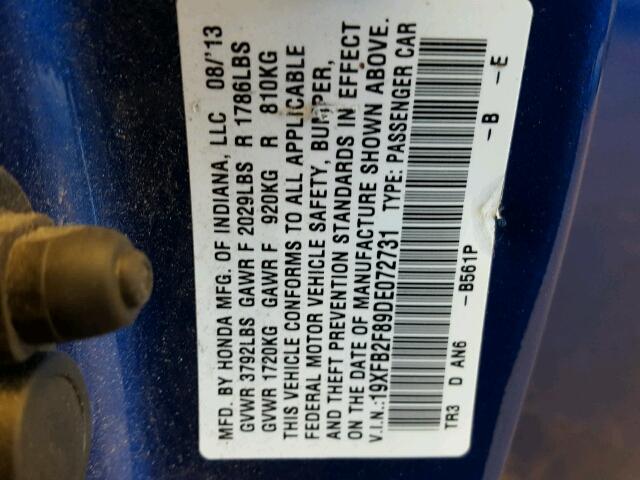 MFD. BY HONDA MFG. OF INDIANA, LLC 08/'13
GVWR 3792LBS GAWR F 2029LBS R 1786LBS
GVWR 1720KG GAWR F 920KG R 810KG
THIS VEHICLE CONFORMS TO ALL APPLICABLE
FEDERAL MOTOR VEHICLE SAFETY, BUMPER,
AND THEFT PREVENTION STANDARDS IN EFFECT
ON THE DATE OF MANUFACTURE SHOWN ABOVE.
V.I.N.:19XFB2F89DE072731 TYPE: PASSENGER CAR
TR3 D AN6 -B561P -B -E